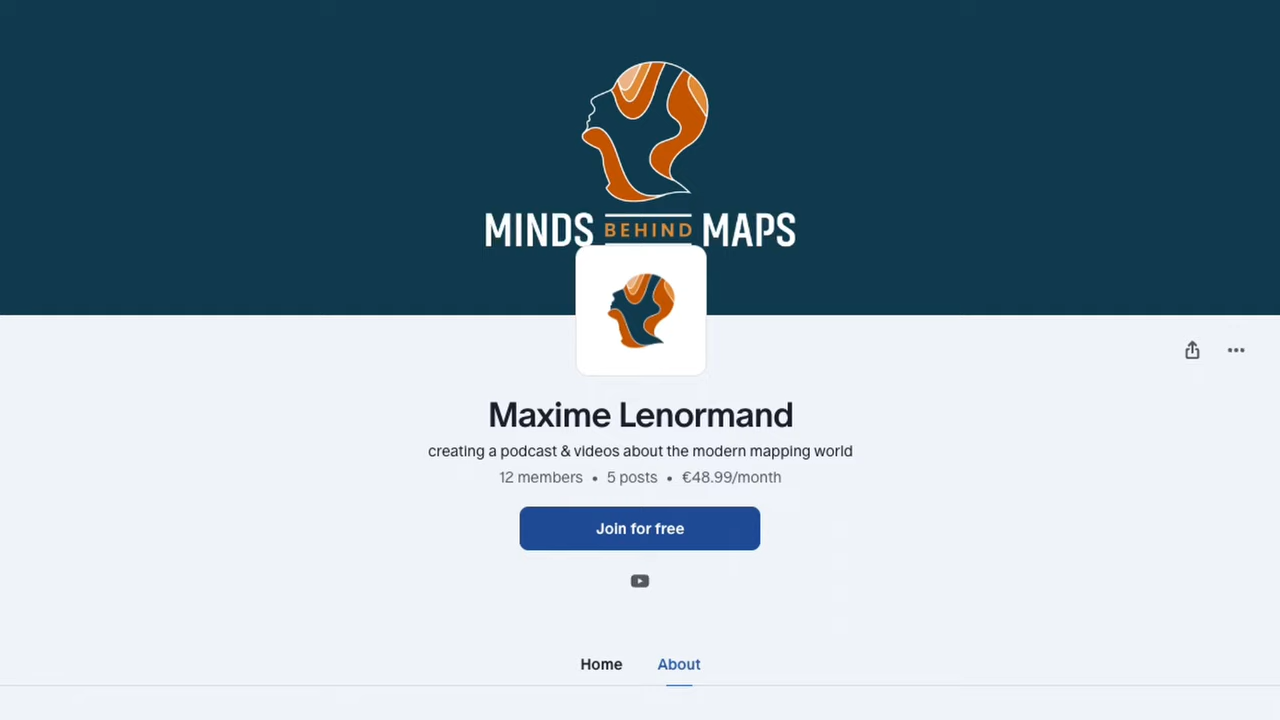 MINDS BEHIND MAPS
Maxime Lenormand
creating a podcast & videos about the modern mapping world
12 members • 5 posts • €48.99/month
Join for free
Home About